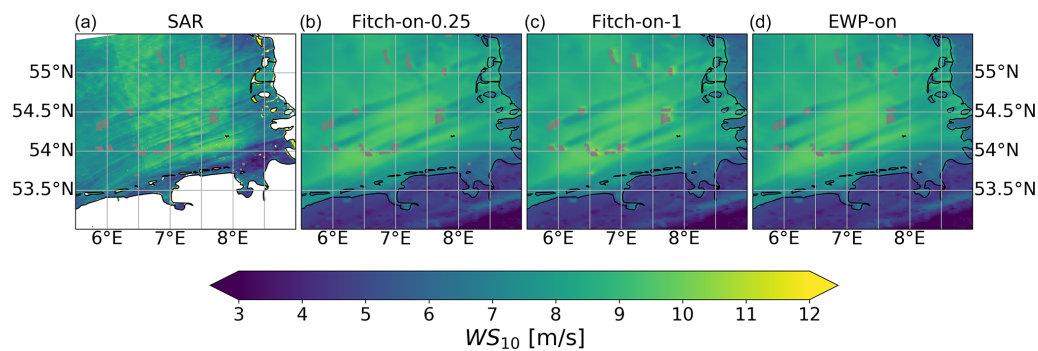 (a) SAR (b) Fitch-on-0.25 (c) Fitch-on-1 (d) EWP-on
55°N 55°N
54.5°N 54.5°N
54°N 54°N
53.5°N 53.5°N
6°E 7°E 8°E 6°E 7°E 8°E 6°E 7°E 8°E 6°E 7°E 8°E
3 4 5 6 7 8 9 10 11 12
WS10 [m/s]